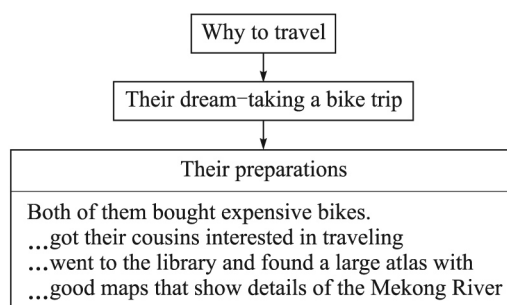 Why to travel
Their dream-taking a bike trip
Their preparations
Both of them bought expensive bikes.
...got their cousins interested in traveling
...went to the library and found a large atlas with
...good maps that show details of the Mekong River